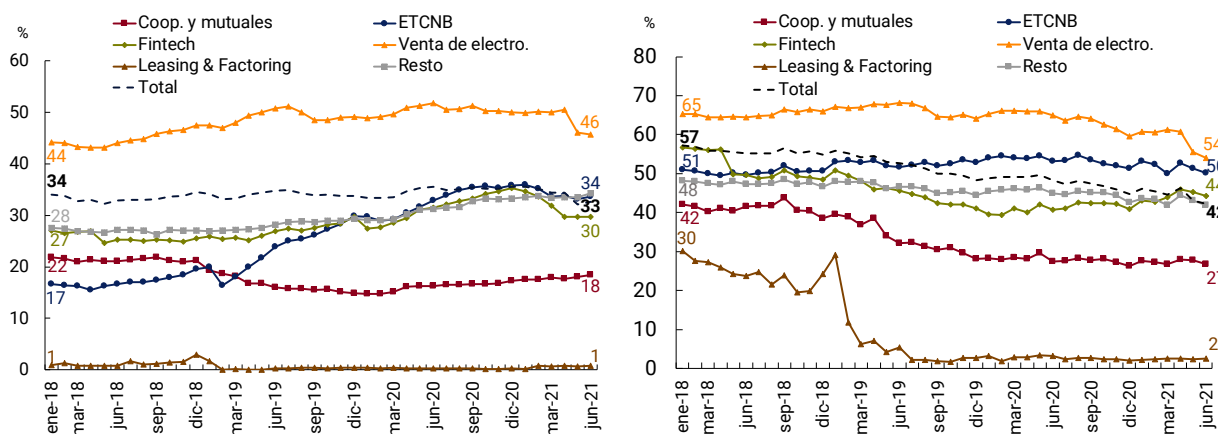 %
Coop. y mutuales
ETCNB
Fintech
Venta de electro.
Leasing & Factoring
Resto
Total
60
50
40
30
20
10
0
44
34
28
27
22
17
1
46
34
33
30
18
1
ene-18
mar-18
jun-18
sep-18
dic-18
mar-19
jun-19
sep-19
dic-19
mar-20
jun-20
sep-20
dic-20
mar-21
jun-21
%
Coop. y mutuales
ETCNB
Fintech
Venta de electro.
Leasing & Factoring
Resto
Total
80
70
60
50
40
30
20
10
0
65
57
51
48
42
30
54
50
44
42
27
2
ene-18
mar-18
jun-18
sep-18
dic-18
mar-19
jun-19
sep-19
dic-19
mar-20
jun-20
sep-20
dic-20
mar-21
jun-21